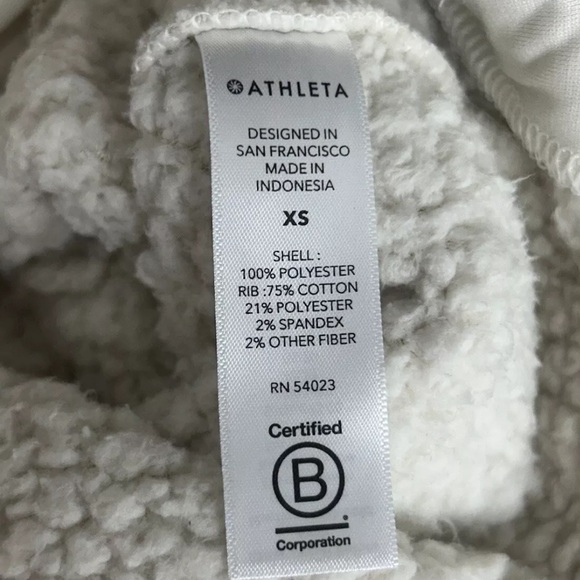 ATHLETA
DESIGNED IN
SAN FRANCISCO
MADE IN
INDONESIA
XS
SHELL :
100% POLYESTER
RIB :75% COTTON
21% POLYESTER
2% SPANDEX
2% OTHER FIBER
RN 54023
Certified
B
Corporation